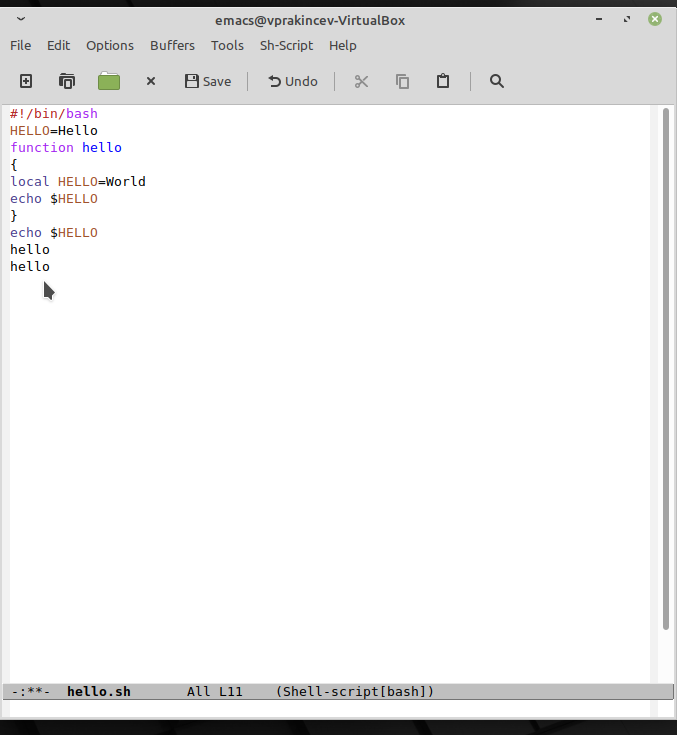 emacs@vprakincev-VirtualBox
File Edit Options Buffers Tools Sh-Script Help
Save Undo
#!/bin/bash
HELLO=Hello
function hello
{
local HELLO=World
echo $HELLO
}
echo $HELLO
hello
hello
-:**- hello.sh All L11 (Shell-script[bash])